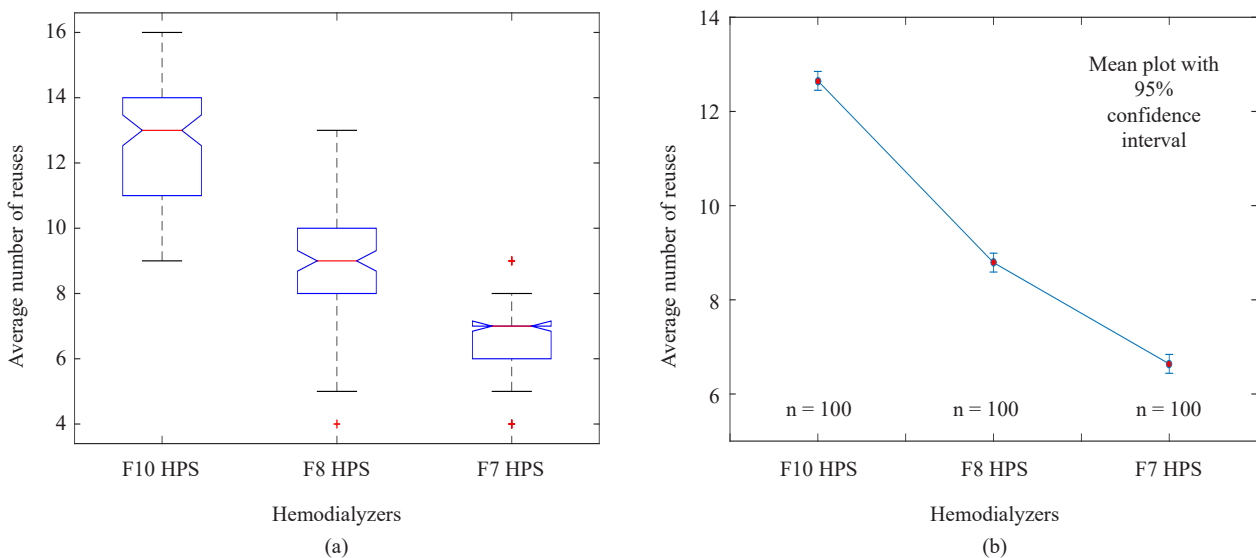 Average number of reuses
16
14
12
10
8
6
4
F10 HPS
F8 HPS
F7 HPS
Hemodialyzers
(a)
Average number of reuses
14
12
10
8
6
Mean plot with
95%
confidence
interval
n = 100
n = 100
n = 100
F10 HPS
F8 HPS
F7 HPS
Hemodialyzers
(b)